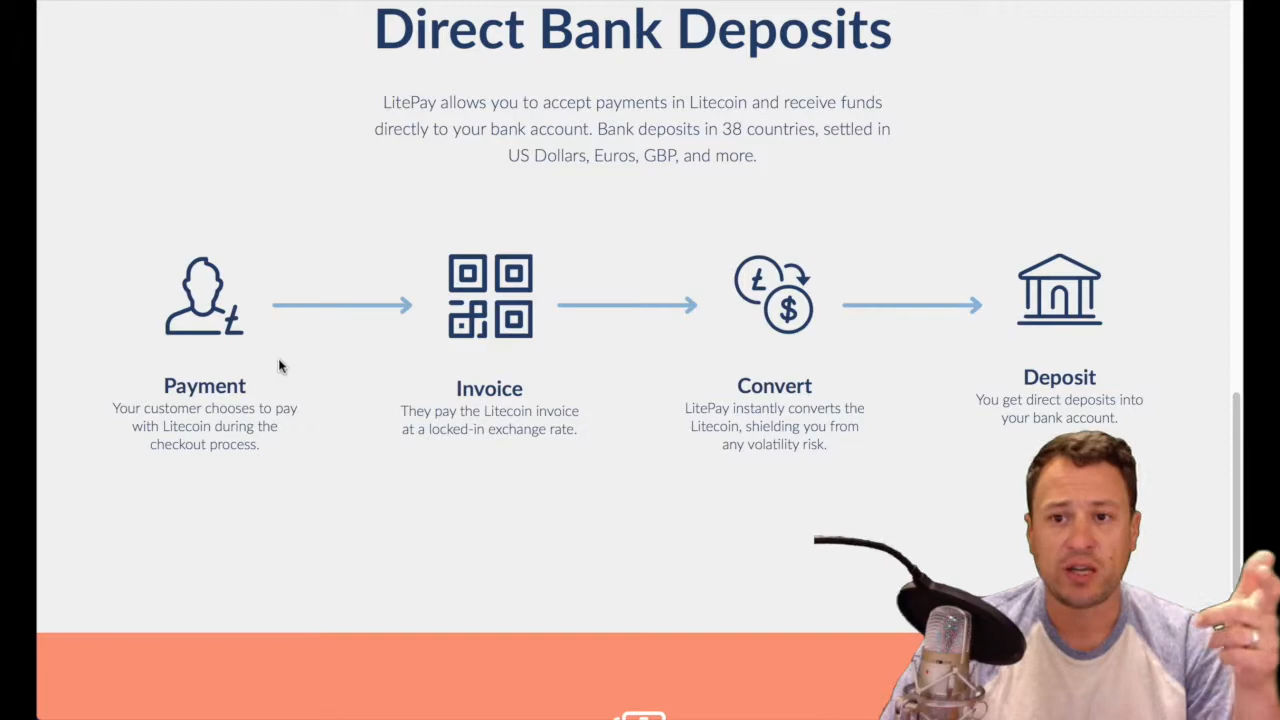 Direct Bank Deposits
LitePay allows you to accept payments in Litecoin and receive funds
directly to your bank account. Bank deposits in 38 countries, settled in
US Dollars, Euros, GBP, and more.
Payment
Your customer chooses to pay
with Litecoin during the
checkout process.
Invoice
They pay the Litecoin invoice
at a locked-in exchange rate.
Convert
LitePay instantly converts the
Litecoin, shielding you from
any volatility risk.
Deposit
You get direct deposits into
your bank account.